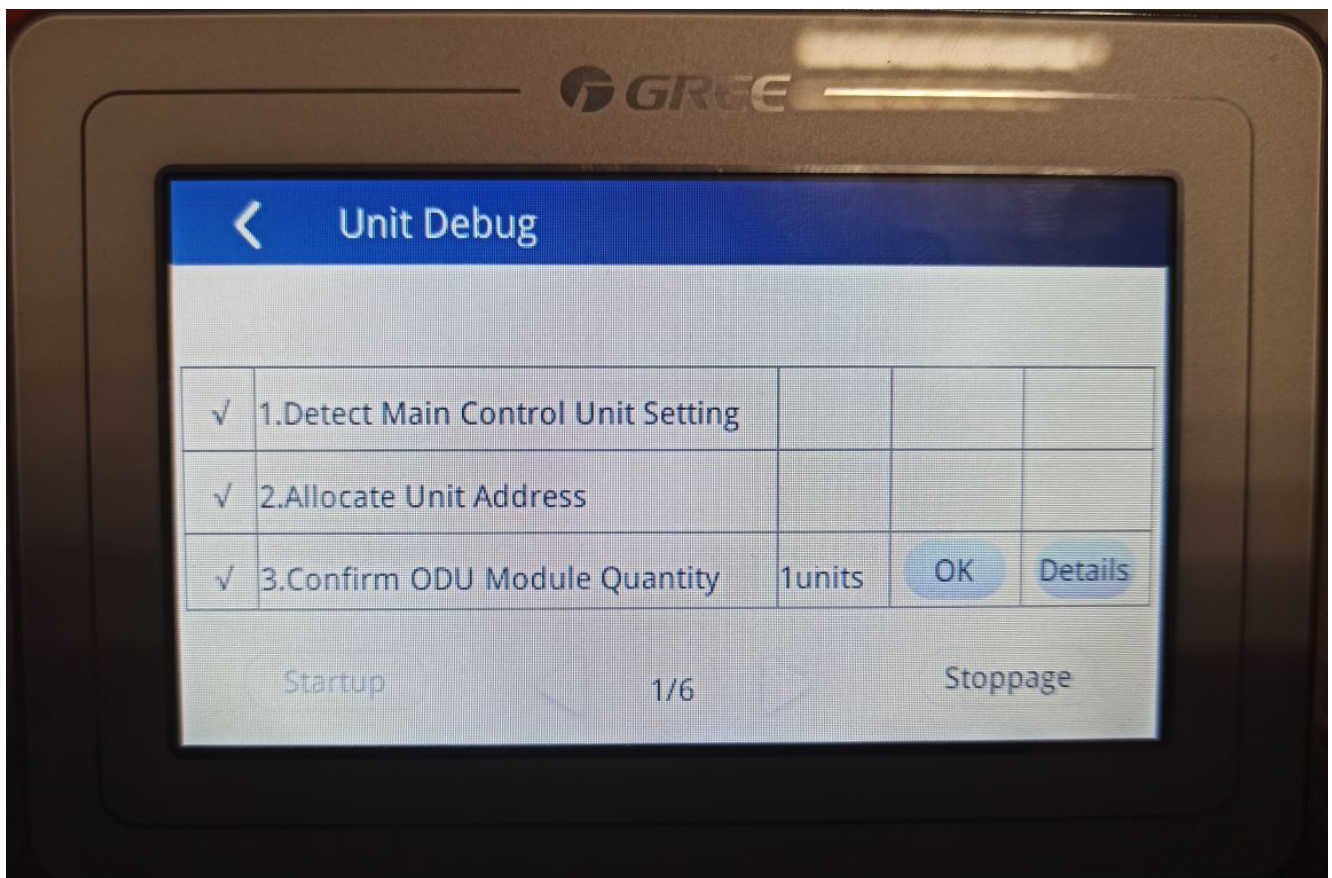 GREE
Unit Debug
√ 1.Detect Main Control Unit Setting
√ 2.Allocate Unit Address
√ 3.Confirm ODU Module Quantity 1units OK Details
Startup 1/6 Stoppage